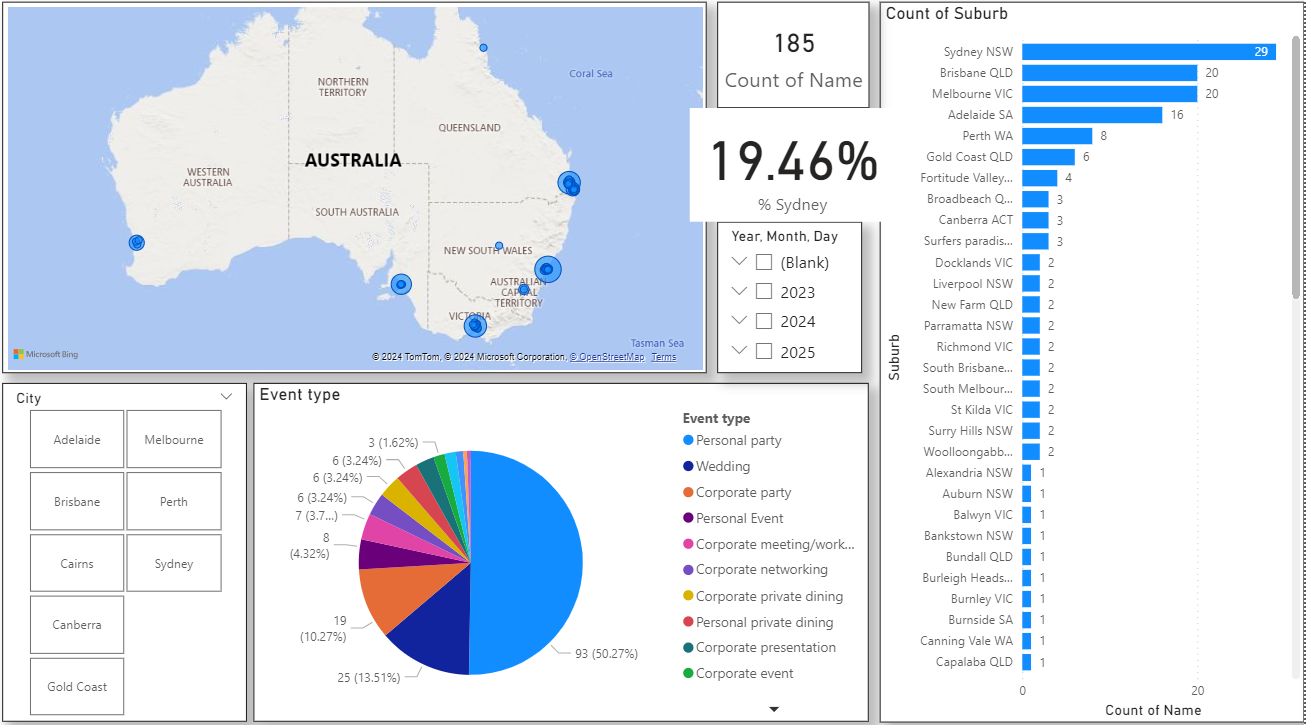 Coral Sea
NORTHERN
TERRITORY
QUEENSLAND
AUSTRALIA
WESTERN
AUSTRALIA
SOUTH AUSTRALIA
NEW SOUTH WALES
AUSTRALIAN
CAPITAL
TERRITORY
VICTORIA
Tasman Sea
Microsoft Bing
© 2024 TomTom, © 2024 Microsoft Corporation, © OpenStreetMap Terms
185
Count of Name
19.46%
% Sydney
Year, Month, Day
(Blank)
2023
2024
2025
City
Adelaide
Melbourne
Brisbane
Perth
Cairns
Sydney
Canberra
Gold Coast
Event type
3 (1.62%)
6 (3.24%)
6 (3.24%)
6 (3.24%)
7 (3.7...)
8
(4.32%)
19
(10.27%)
25 (13.51%)
93 (50.27%)
Event type
Personal party
Wedding
Corporate party
Personal Event
Corporate meeting/work...
Corporate networking
Corporate private dining
Personal private dining
Corporate presentation
Corporate event
Count of Suburb
Suburb
Sydney NSW 29
Brisbane QLD 20
Melbourne VIC 20
Adelaide SA 16
Perth WA 8
Gold Coast QLD 6
Fortitude Valley... 4
Broadbeach Q... 3
Canberra ACT 3
Surfers paradis... 3
Docklands VIC 2
Liverpool NSW 2
New Farm QLD 2
Parramatta NSW 2
Richmond VIC 2
South Brisbane... 2
South Melbour... 2
St Kilda VIC 2
Surry Hills NSW 2
Woolloongabb... 2
Alexandria NSW 1
Auburn NSW 1
Balwyn VIC 1
Bankstown NSW 1
Bundall QLD 1
Burleigh Heads... 1
Burnley VIC 1
Burnside SA 1
Canning Vale WA 1
Capalaba QLD 1
0 20
Count of Name